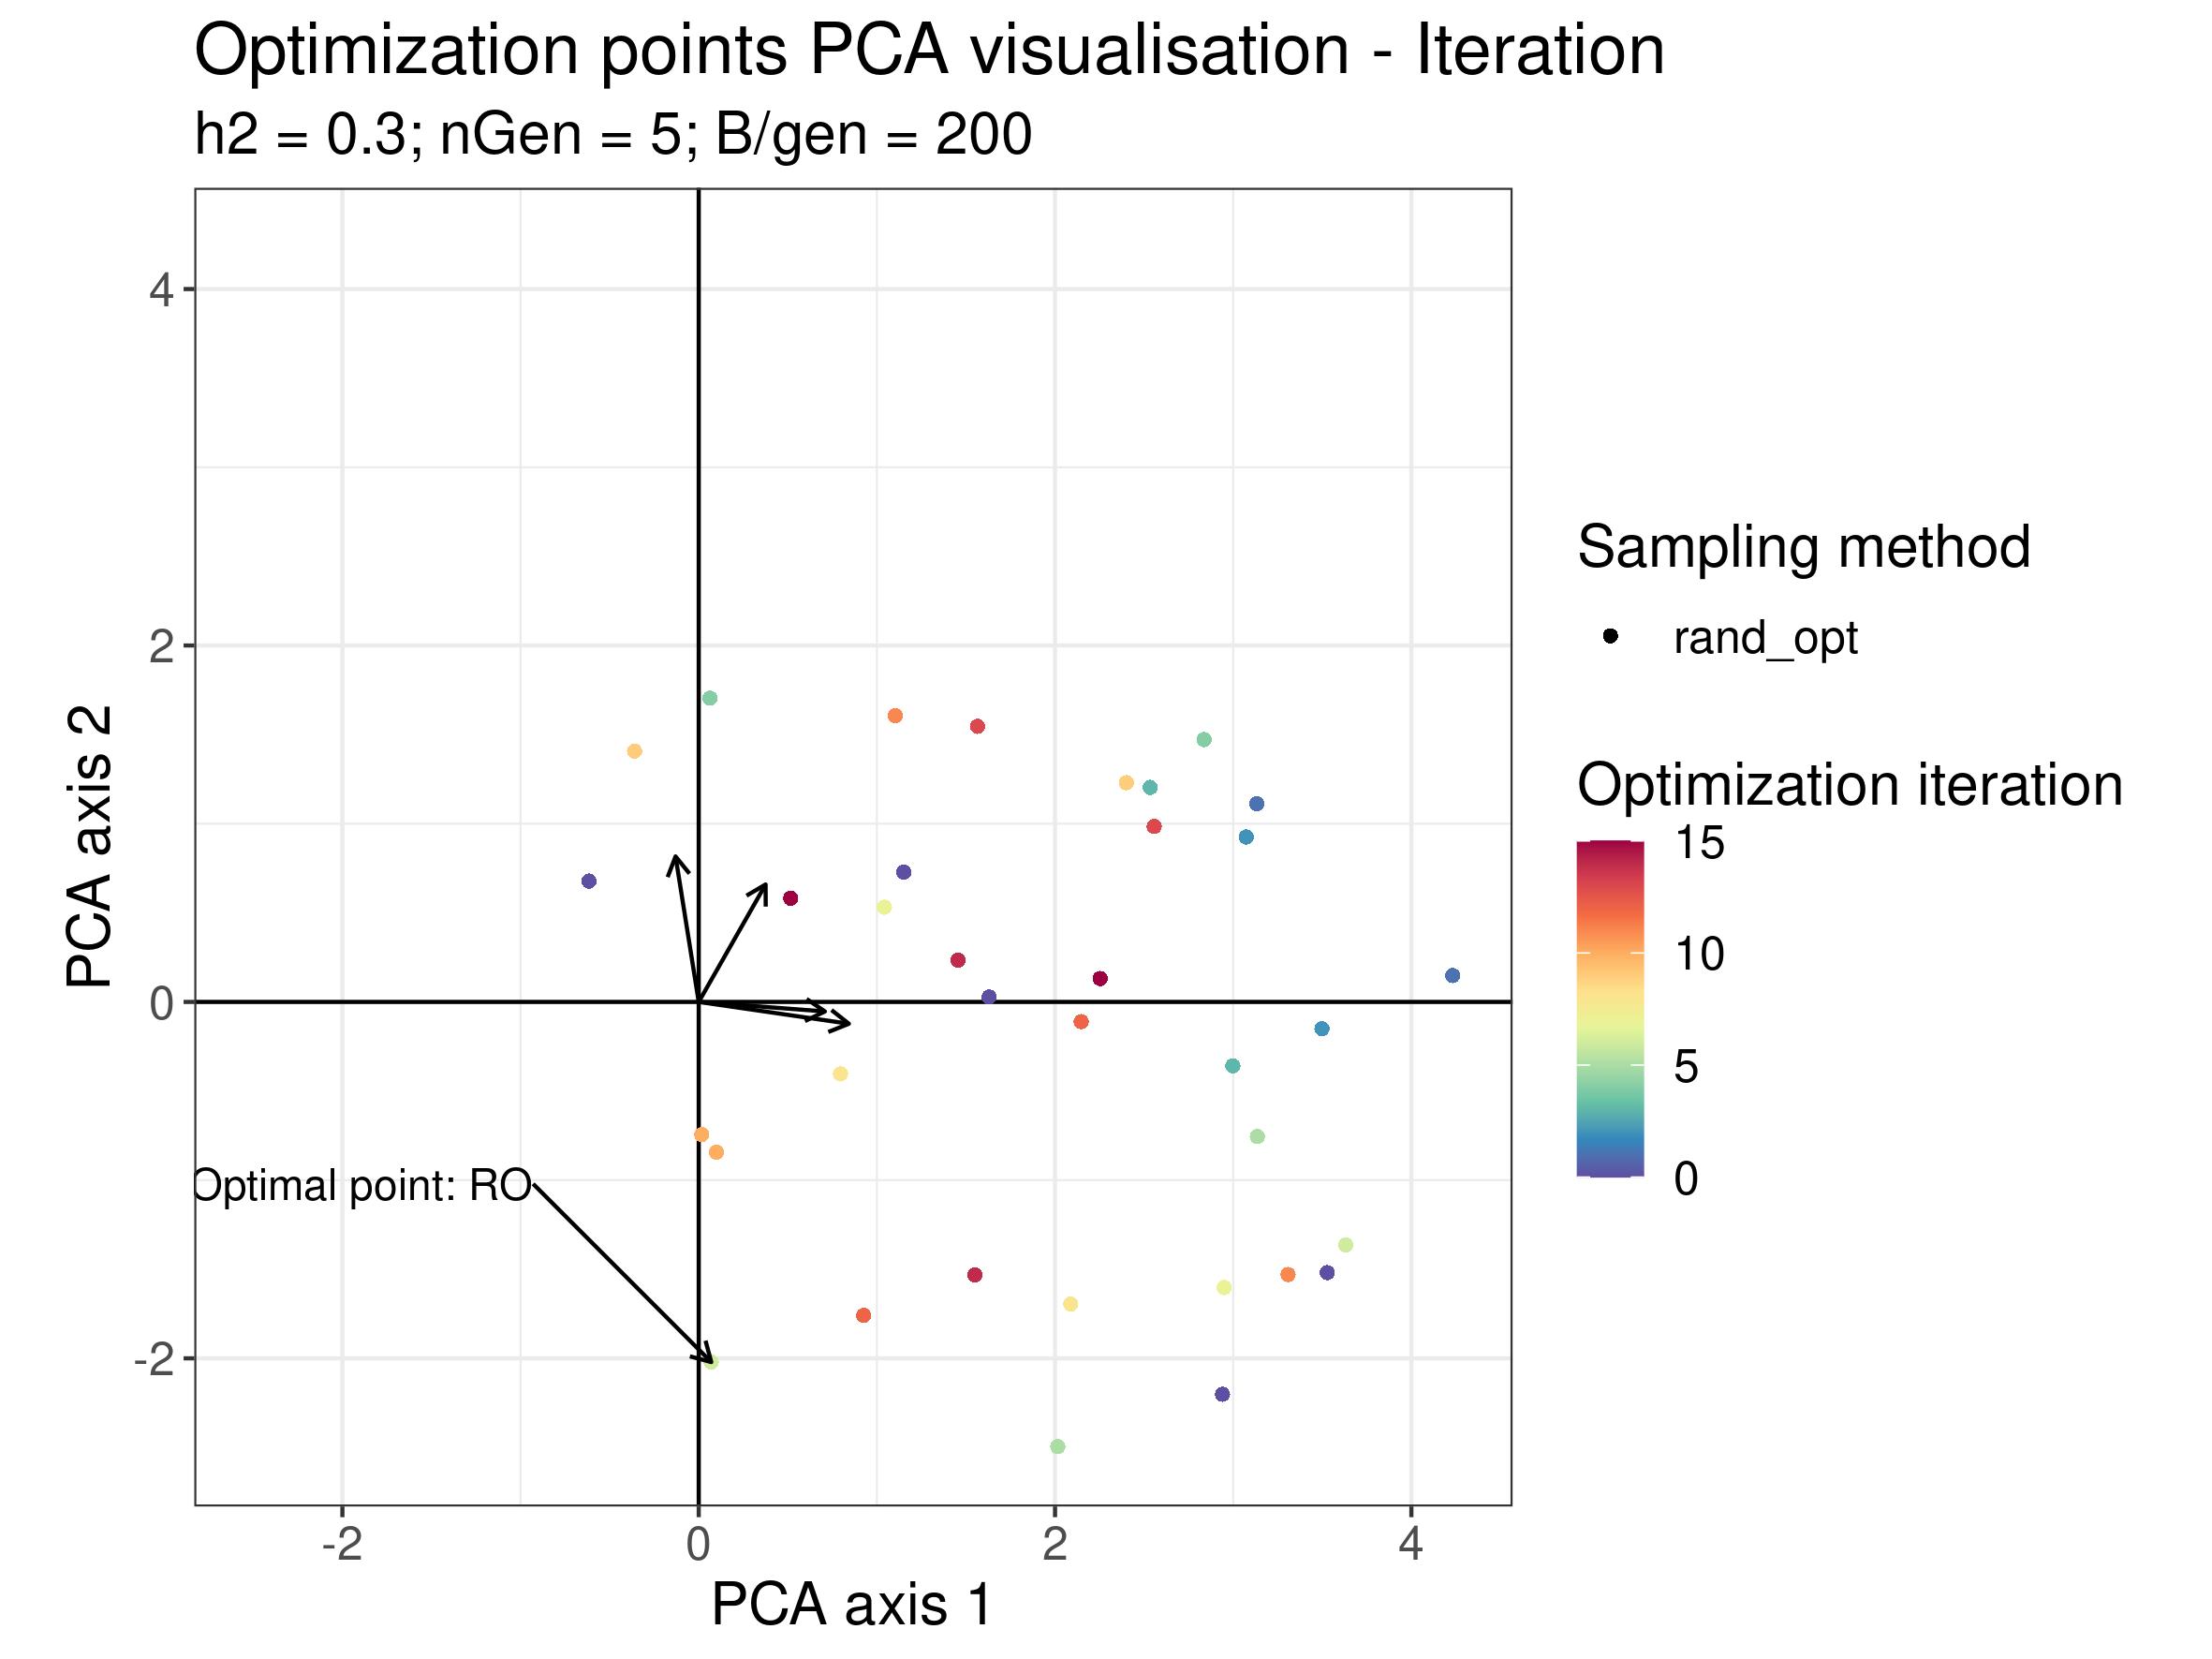 Optimization points PCA visualisation - Iteration
h2 = 0.3; nGen = 5; B/gen = 200
4
2
0
-2
PCA axis 2
Optimal point: RO
-2
0
2
4
PCA axis 1
Sampling method
rand_opt
Optimization iteration
15
10
5
0